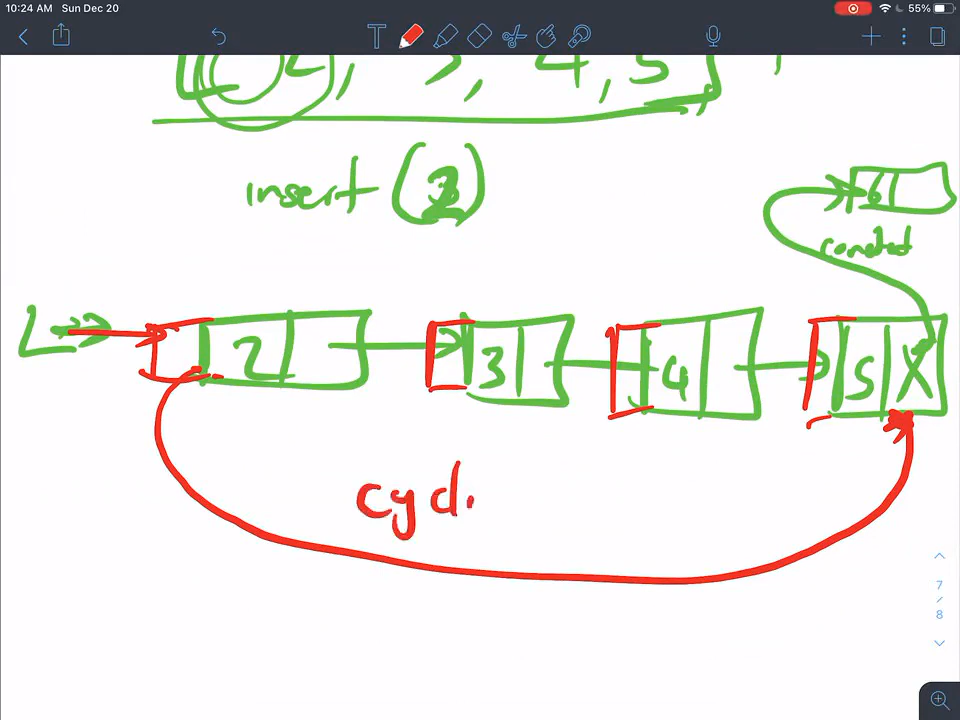 10:24 AM Sun Dec 20
55%
T
2, 3, 4, 5
insert (3)
6
L
2 3 4 5 X
cycl
7
/
8